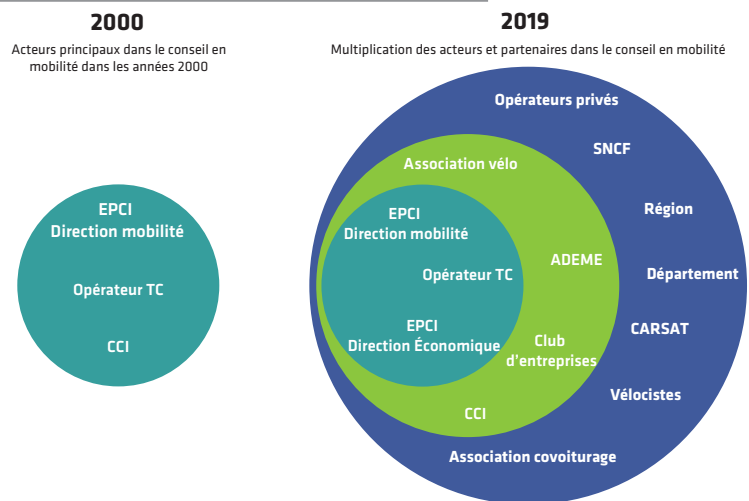 2000
Acteurs principaux dans le conseil en
mobilité dans les années 2000
EPCI
Direction mobilité
Opérateur TC
CCI
2019
Multiplication des acteurs et partenaires dans le conseil en mobilité
Opérateurs privés
SNCF
Association vélo
Région
EPCI
Direction mobilité
ADEME
Opérateur TC
Département
EPCI
Direction Économique
CARSAT
Club
d'entreprises
Vélocistes
CCI
Association covoiturage